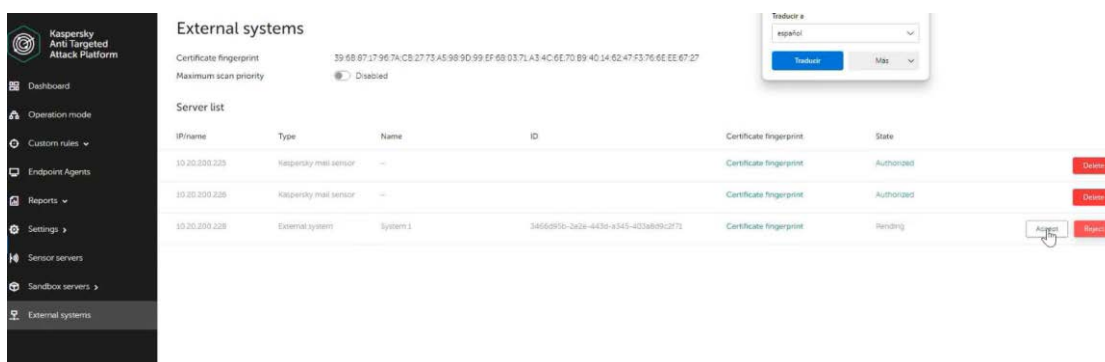 Kaspersky
Anti Targeted
Attack Platform
Dashboard
Operation mode
Custom rules
Endpoint Agents
Reports
Settings
Sensor servers
Sandbox servers
External systems
External systems
Certificate fingerprint
Maximum scan priority Disabled
Server list
IP/name Type Name ID Certificate fingerprint State
10.20.200.225 Kaspersky mail sensor -- Certificate fingerprint Authorized Delete
10.20.200.226 Kaspersky mail sensor -- Certificate fingerprint Authorized Delete
10.20.200.228 External system System 1 Certificate fingerprint Pending Accept Reject
Traducir a
español
Traducir Más